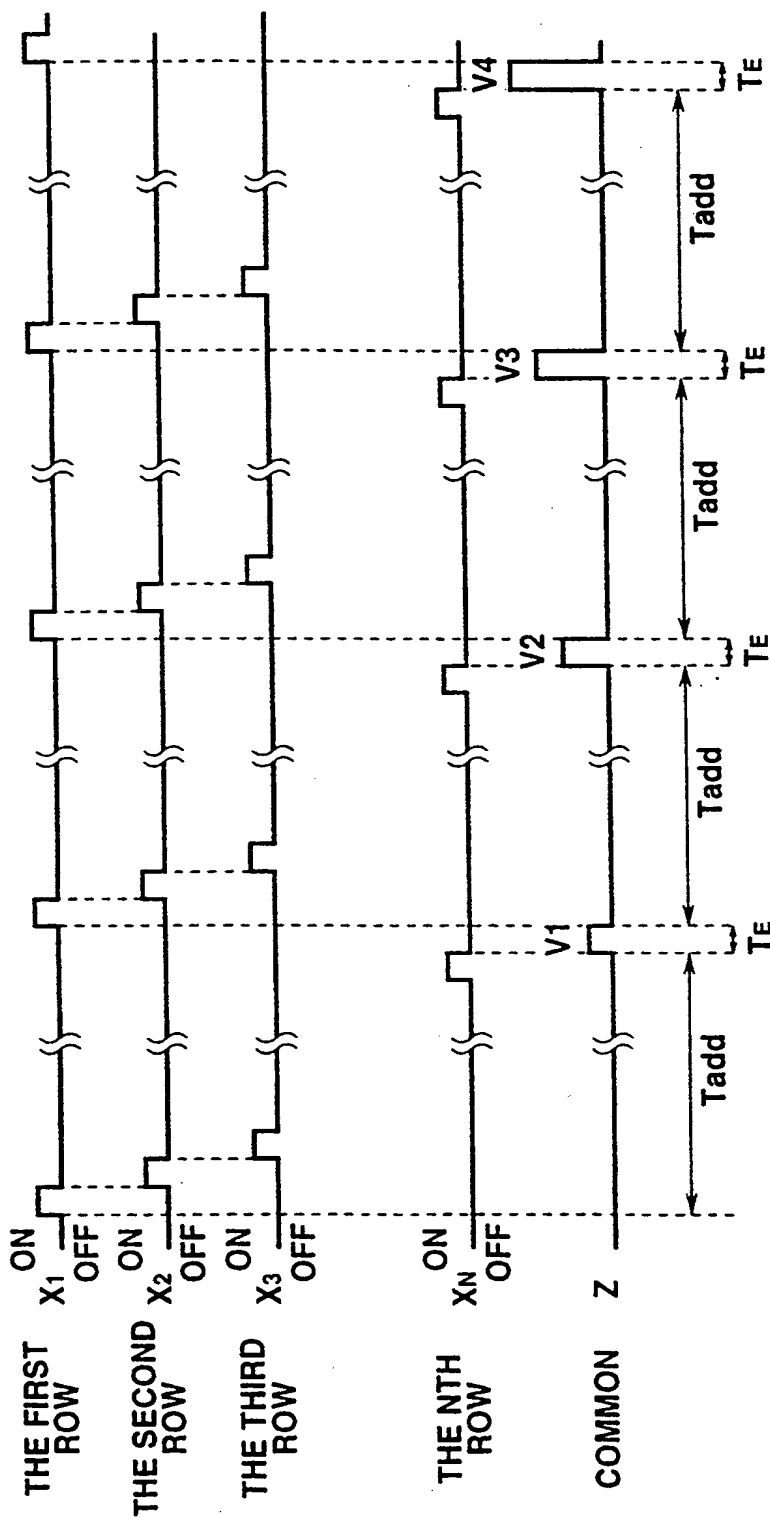 THE FIRST
ROW
X1
ON
OFF
THE SECOND
ROW
X2
ON
OFF
THE THIRD
ROW
X3
ON
OFF
THE NTH
ROW
XN
ON
OFF
V1
V2
V3
V4
COMMON
Z
Tadd
TE
Tadd
TE
Tadd
TE
Tadd
TE